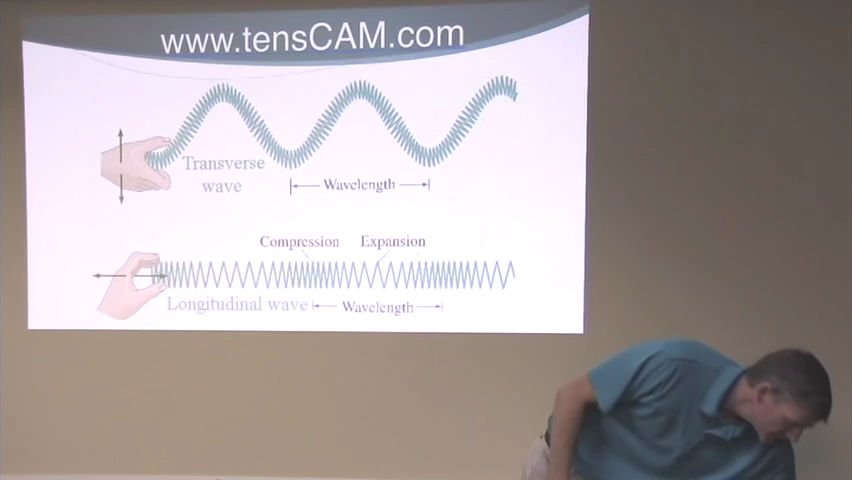 www.tensCAM.com
Transverse
wave
Wavelength
Compression Expansion
Longitudinal wave
Wavelength